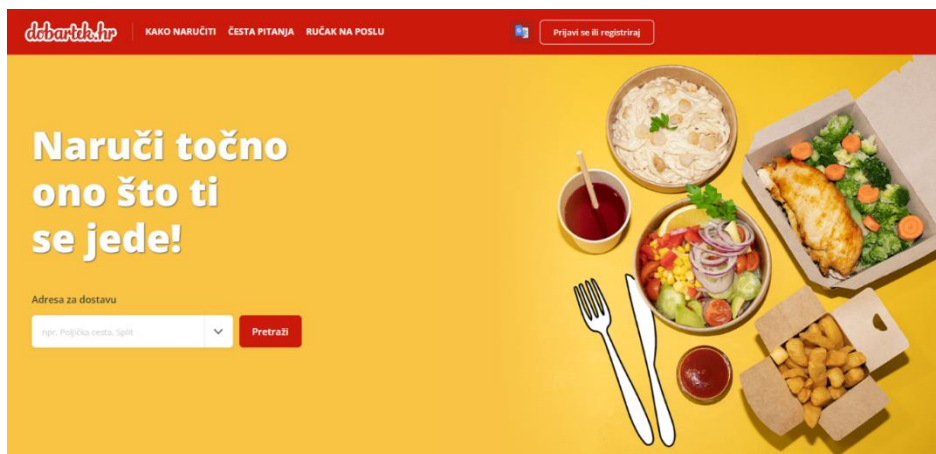 dobartek.hr
KAKO NARUČITI ČESTA PITANJA RUČAK NA POSLU
Prijavi se ili registriraj
Naruči točno
ono što ti
se jede!
Adresa za dostavu
npr. Poljička cesta, Split
Pretraži